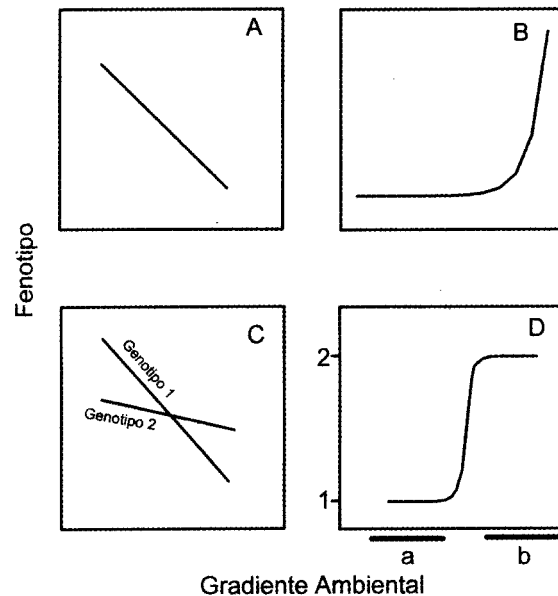 A
B
Fenotipo
C
Genotipo 1
Genotipo 2
D
2
1
a
b
Gradiente Ambiental